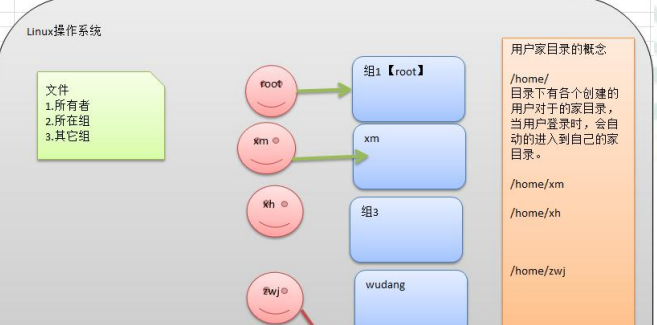 Linux操作系统
文件
1.所有者
2.所在组
3.其它组
root
xm
xh
zwj
组1【root】
xm
组3
wudang
用户家目录的概念
/home/
目录下有各个创建的
用户对于的家目录，
当用户登录时，会自
动的进入到自己的家
目录。
/home/xm
/home/xh
/home/zwj